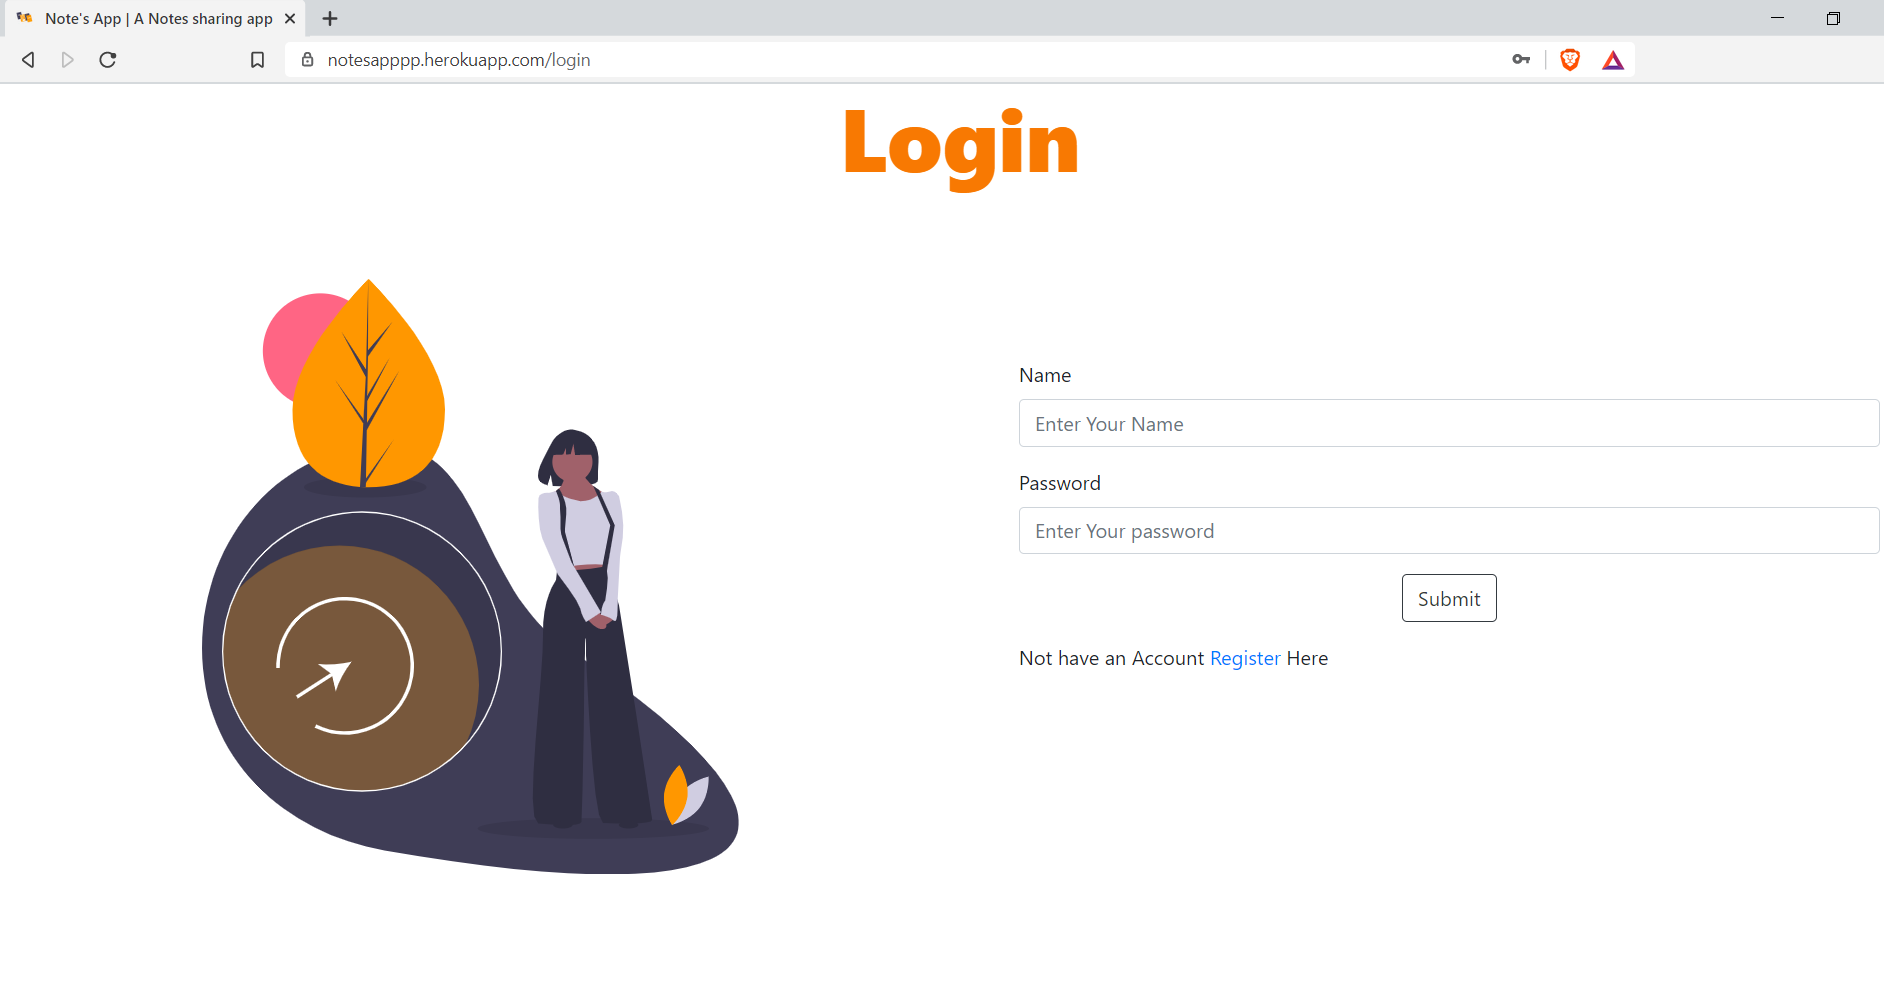 Note's App | A Notes sharing app
notesapppp.herokuapp.com/login
Login
Name
Enter Your Name
Password
Enter Your password
Submit
Not have an Account Register Here